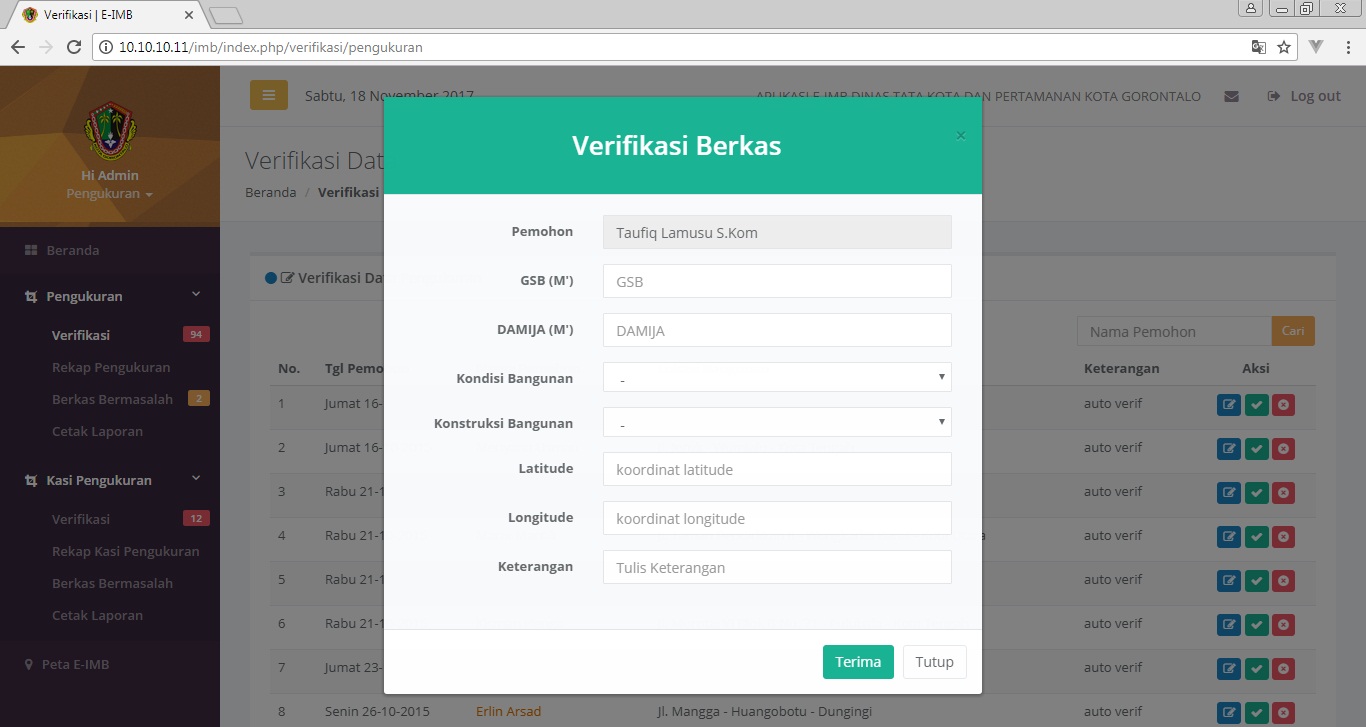 Verifikasi | E-IMB
10.10.10.11/imb/index.php/verifikasi/pengukuran
Hi Admin
Pengukuran
Beranda
Pengukuran
Verifikasi 94
Rekap Pengukuran
Berkas Bermasalah 2
Cetak Laporan
Kasi Pengukuran
Verifikasi 12
Rekap Kasi Pengukuran
Berkas Bermasalah
Cetak Laporan
Peta E-IMB
Sabtu, 18 November 2017
APLIKASI E-IMB DINAS TATA KOTA DAN PERTAMANAN KOTA GORONTALO
Log out
Verifikasi Dat
Beranda / Verifikasi
Verifikasi Da
Nama Pemohon Cari
No. Tgl Pemo Keterangan Aksi
1 Jumat 16- auto verif
2 Jumat 16- auto verif
3 Rabu 21-1 auto verif
4 Rabu 21-1 a auto verif
5 Rabu 21-1 auto verif
6 Rabu 21-1 auto verif
7 Jumat 23- auto verif
8 Senin 26-10-2015 Erlin Arsad Jl. Mangga - Huangobotu - Dungingi auto verif
Verifikasi Berkas
×
Pemohon Taufiq Lamusu S.Kom
GSB (M') GSB
DAMIJA (M') DAMIJA
Kondisi Bangunan -
Konstruksi Bangunan -
Latitude koordinat latitude
Longitude koordinat longitude
Keterangan Tulis Keterangan
Terima Tutup